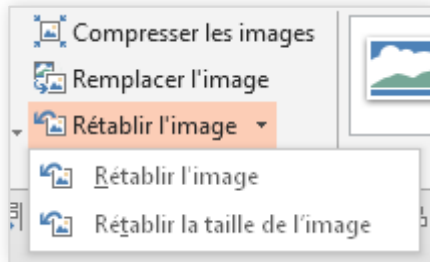 Compresser les images
Remplacer l'image
Rétablir l'image
Rétablir l'image
Rétablir la taille de l'image